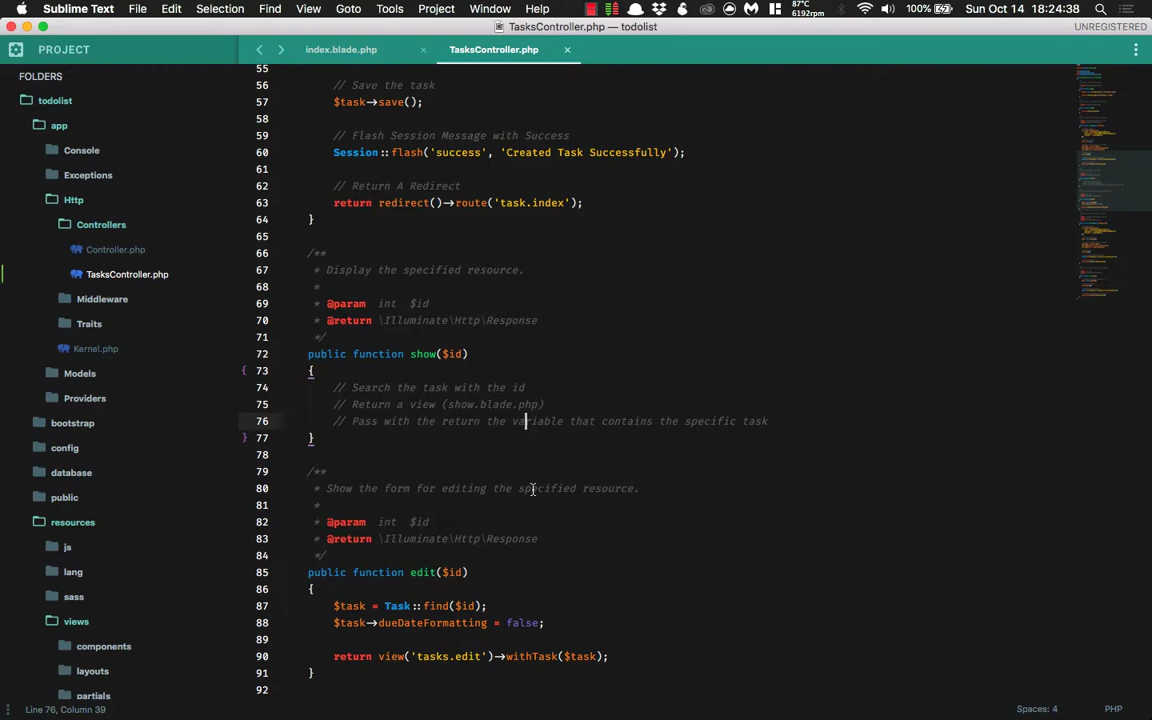 Sublime Text File Edit Selection Find View Goto Tools Project Window Help 87°C 6192rpm 100% Sun Oct 14 18:24:38
TasksController.php — todolist UNREGISTERED
PROJECT index.blade.php × TasksController.php ×
FOLDERS
todolist
app
Console
Exceptions
Http
Controllers
Controller.php
TasksController.php
Middleware
Traits
Kernel.php
Models
Providers
bootstrap
config
database
public
resources
js
lang
sass
views
components
layouts
partials
55
56 // Save the task
57 $task->save();
58
59 // Flash Session Message with Success
60 Session::flash('success', 'Created Task Successfully');
61
62 // Return A Redirect
63 return redirect()->route('task.index');
64 }
65
66 /**
67 * Display the specified resource.
68 *
69 * @param int $id
70 * @return \Illuminate\Http\Response
71 */
72 public function show($id)
{ 73 {
74 // Search the task with the id
75 // Return a view (show.blade.php)
76 // Pass with the return the variable that contains the specific task
} 77 }
78
79 /**
80 * Show the form for editing the specified resource.
81 *
82 * @param int $id
83 * @return \Illuminate\Http\Response
84 */
85 public function edit($id)
86 {
87 $task = Task::find($id);
88 $task->dueDateFormatting = false;
89
90 return view('tasks.edit')->withTask($task);
91 }
92
Line 76, Column 39 Spaces: 4 PHP